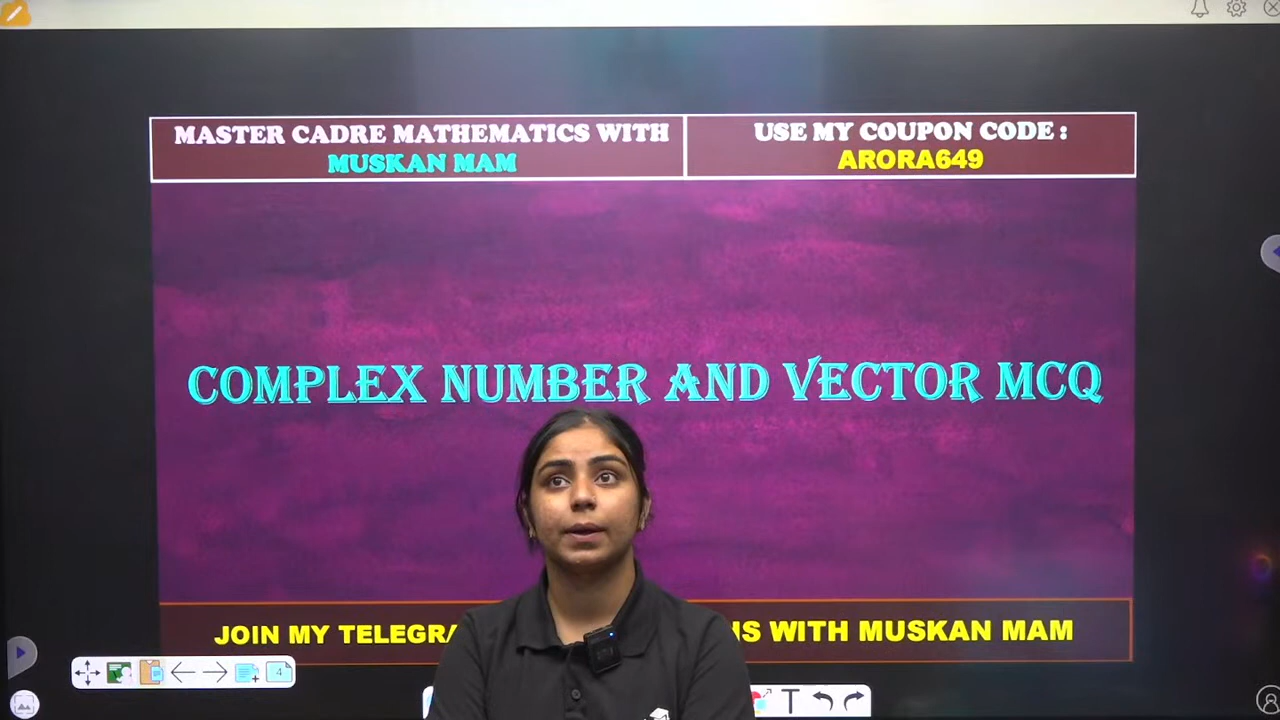 MASTER CADRE MATHEMATICS WITH
MUSKAN MAM
USE MY COUPON CODE :
ARORA649
COMPLEX NUMBER AND VECTOR MCQ
JOIN MY WITH MUSKAN MAM
4
T